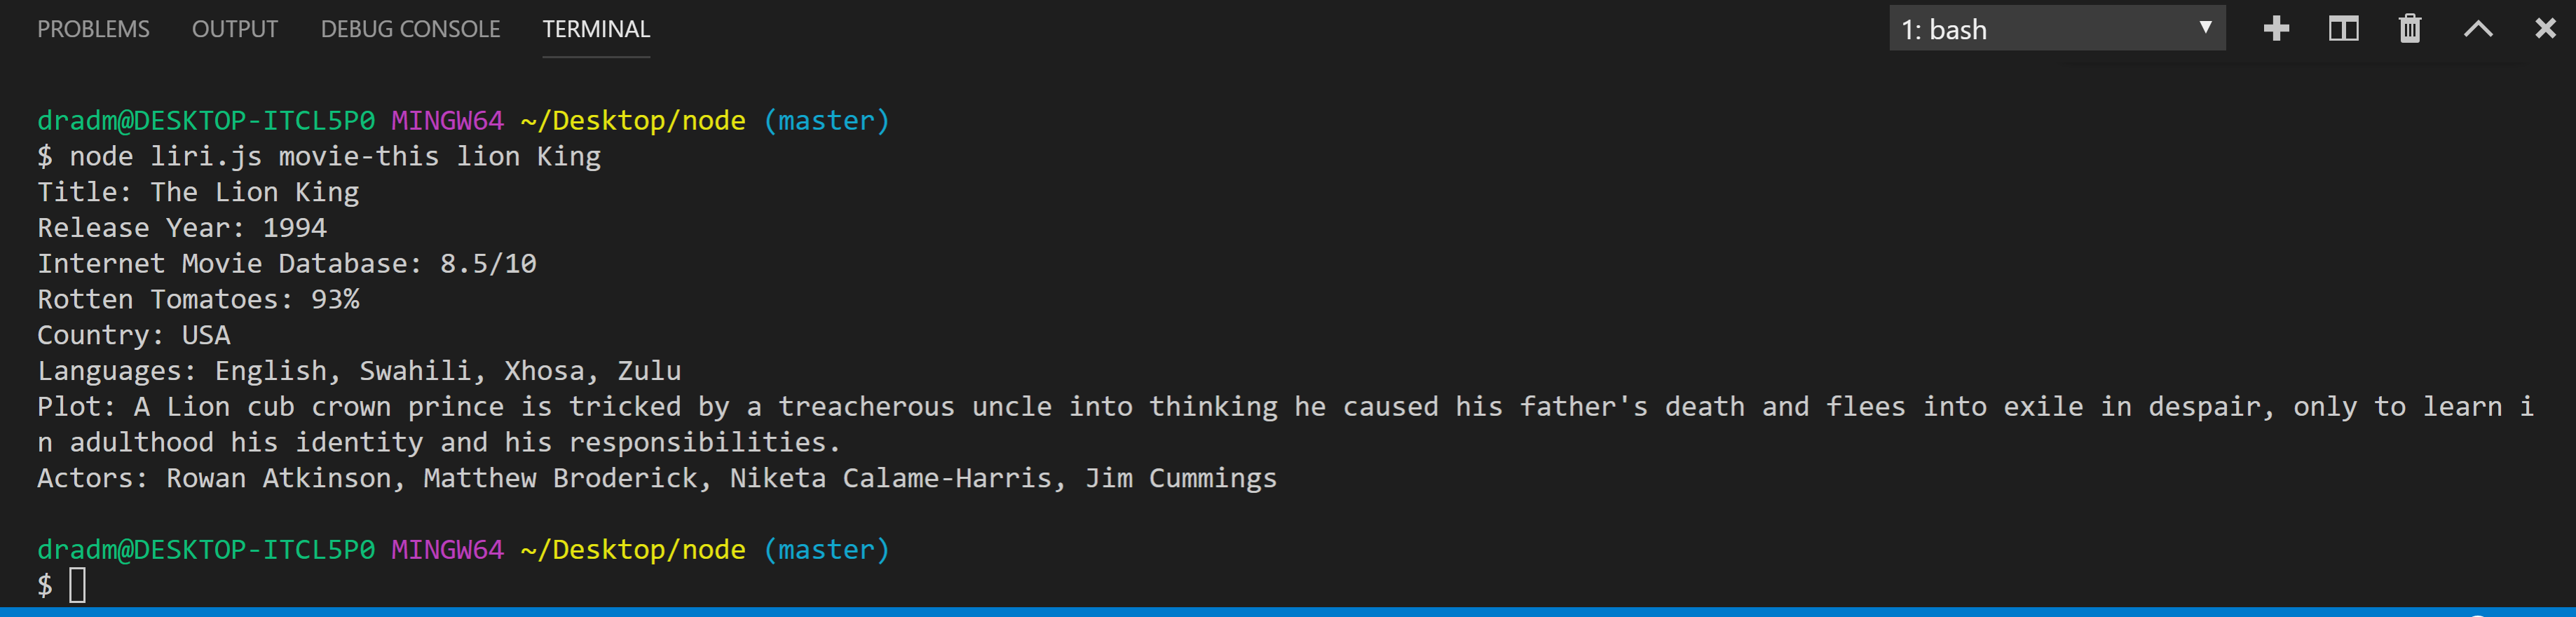 PROBLEMS OUTPUT DEBUG CONSOLE TERMINAL 1: bash
dradm@DESKTOP-ITCL5P0 MINGW64 ~/Desktop/node (master)
$ node liri.js movie-this lion King
Title: The Lion King
Release Year: 1994
Internet Movie Database: 8.5/10
Rotten Tomatoes: 93%
Country: USA
Languages: English, Swahili, Xhosa, Zulu
Plot: A Lion cub crown prince is tricked by a treacherous uncle into thinking he caused his father's death and flees into exile in despair, only to learn i
n adulthood his identity and his responsibilities.
Actors: Rowan Atkinson, Matthew Broderick, Niketa Calame-Harris, Jim Cummings
dradm@DESKTOP-ITCL5P0 MINGW64 ~/Desktop/node (master)
$